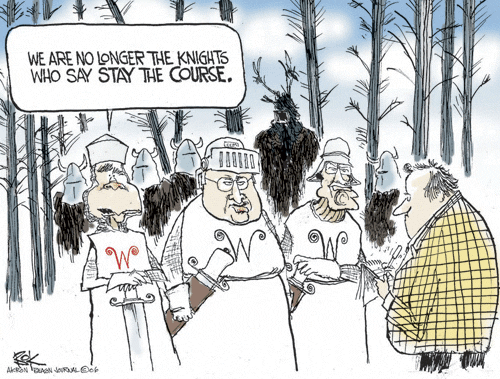 WE ARE NO LONGER THE KNIGHTS
WHO SAY STAY THE COURSE.
W
W
W
AKRON BEACON JOURNAL ©06